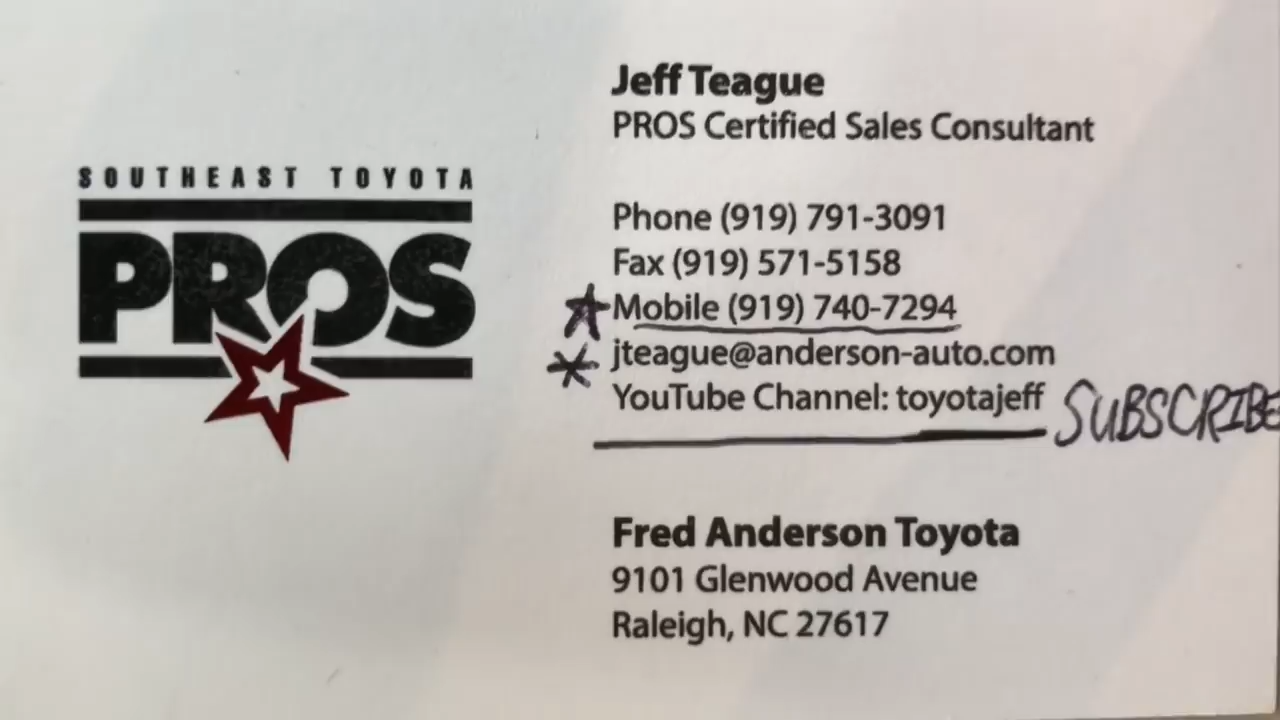 SOUTHEAST TOYOTA
PROS
Jeff Teague
PROS Certified Sales Consultant
Phone (919) 791-3091
Fax (919) 571-5158
Mobile (919) 740-7294
jteague@anderson-auto.com
YouTube Channel: toyotajeff SUBSCRIBE
Fred Anderson Toyota
9101 Glenwood Avenue
Raleigh, NC 27617